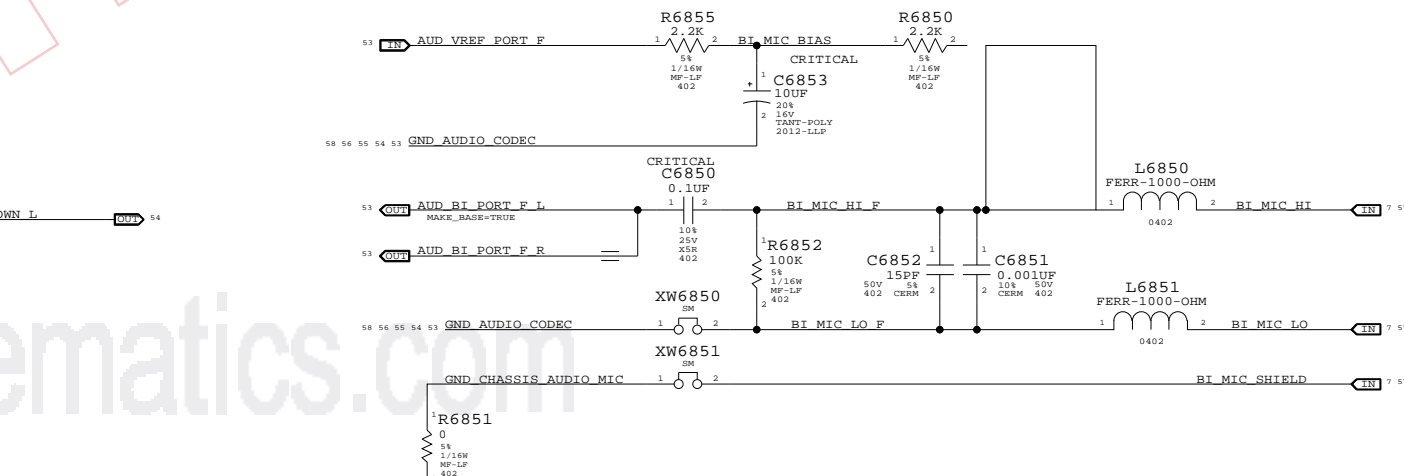 R6855
2.2K
1 2
5%
1/16W
MF-LF
402
R6850
2.2K
1 2
5%
1/16W
MF-LF
402
53 IN AUD_VREF_PORT_F
BI_MIC_BIAS
CRITICAL
1
+
C6853
10UF
20%
16V
TANT-POLY
2012-LLP
2
58 56 55 54 53 GND_AUDIO_CODEC
CRITICAL
C6850
0.1UF
1 2
10%
25V
X5R
402
OWN_L OUT 54
53 OUT AUD_BI_PORT_F_L
MAKE_BASE=TRUE
53 OUT AUD_BI_PORT_F_R
BI_MIC_HI_F
L6850
FERR-1000-OHM
1 2
0402
BI_MIC_HI
IN 7
1
R6852
100K
5%
1/16W
MF-LF
402
2
1
C6852
15PF
50V 5%
402 CERM
2
1
C6851
0.001UF
10% 50V
CERM 402
2
L6851
FERR-1000-OHM
1 2
0402
58 56 55 54 53 GND_AUDIO_CODEC
XW6850
SM
1 2
BI_MIC_LO_F
BI_MIC_LO
IN 7
XW6851
SM
1 2
GND_CHASSIS_AUDIO_MIC
BI_MIC_SHIELD
IN 7
1
R6851
0
5%
1/16W
MF-LF
402
ematics.com